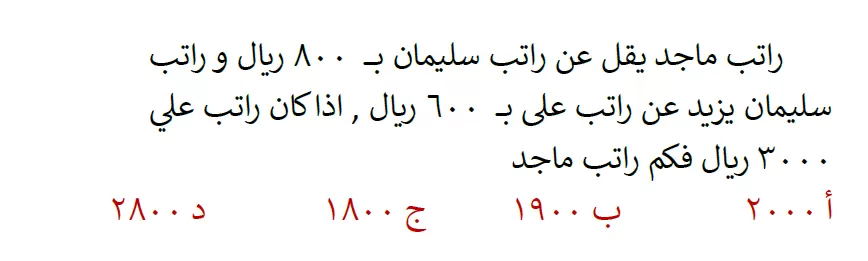 راتب ماجد يقل عن راتب سليمان بـ ٨٠٠ ريال و راتب
سليمان يزيد عن راتب على بـ ٦٠٠ ريال , اذا كان راتب علي
٣٠٠٠ ريال فكم راتب ماجد
أ ٢٠٠٠ ب ١٩٠٠ ج ١٨٠٠ د ٢٨٠٠